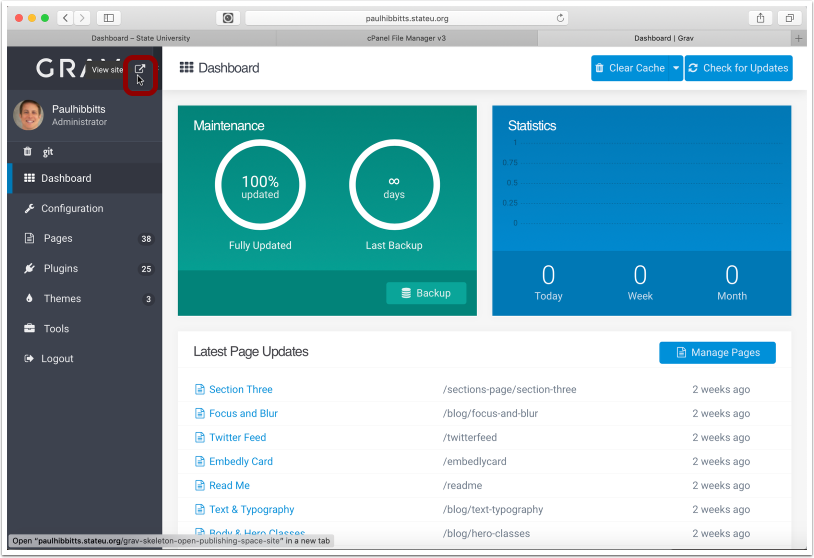 paulhibbitts.stateu.org
Dashboard – State University
cPanel File Manager v3
Dashboard | Grav
GRAV
View site
Dashboard
Clear Cache
Check for Updates
Paulhibbitts
Administrator
git
Dashboard
Configuration
Pages 38
Plugins 25
Themes 3
Tools
Logout
Maintenance
100%
updated
Fully Updated
∞
days
Last Backup
Backup
Statistics
1
0.75
0.5
0.25
0
0 0 0
Today Week Month
Latest Page Updates
Manage Pages
Section Three /sections-page/section-three 2 weeks ago
Focus and Blur /blog/focus-and-blur 2 weeks ago
Twitter Feed /twitterfeed 2 weeks ago
Embedly Card /embedlycard 2 weeks ago
Read Me /readme 2 weeks ago
Text & Typography /blog/text-typography 2 weeks ago
Body & Hero Classes /blog/hero-classes 2 weeks ago
Open "paulhibbitts.stateu.org/grav-skeleton-open-publishing-space-site" in a new tab